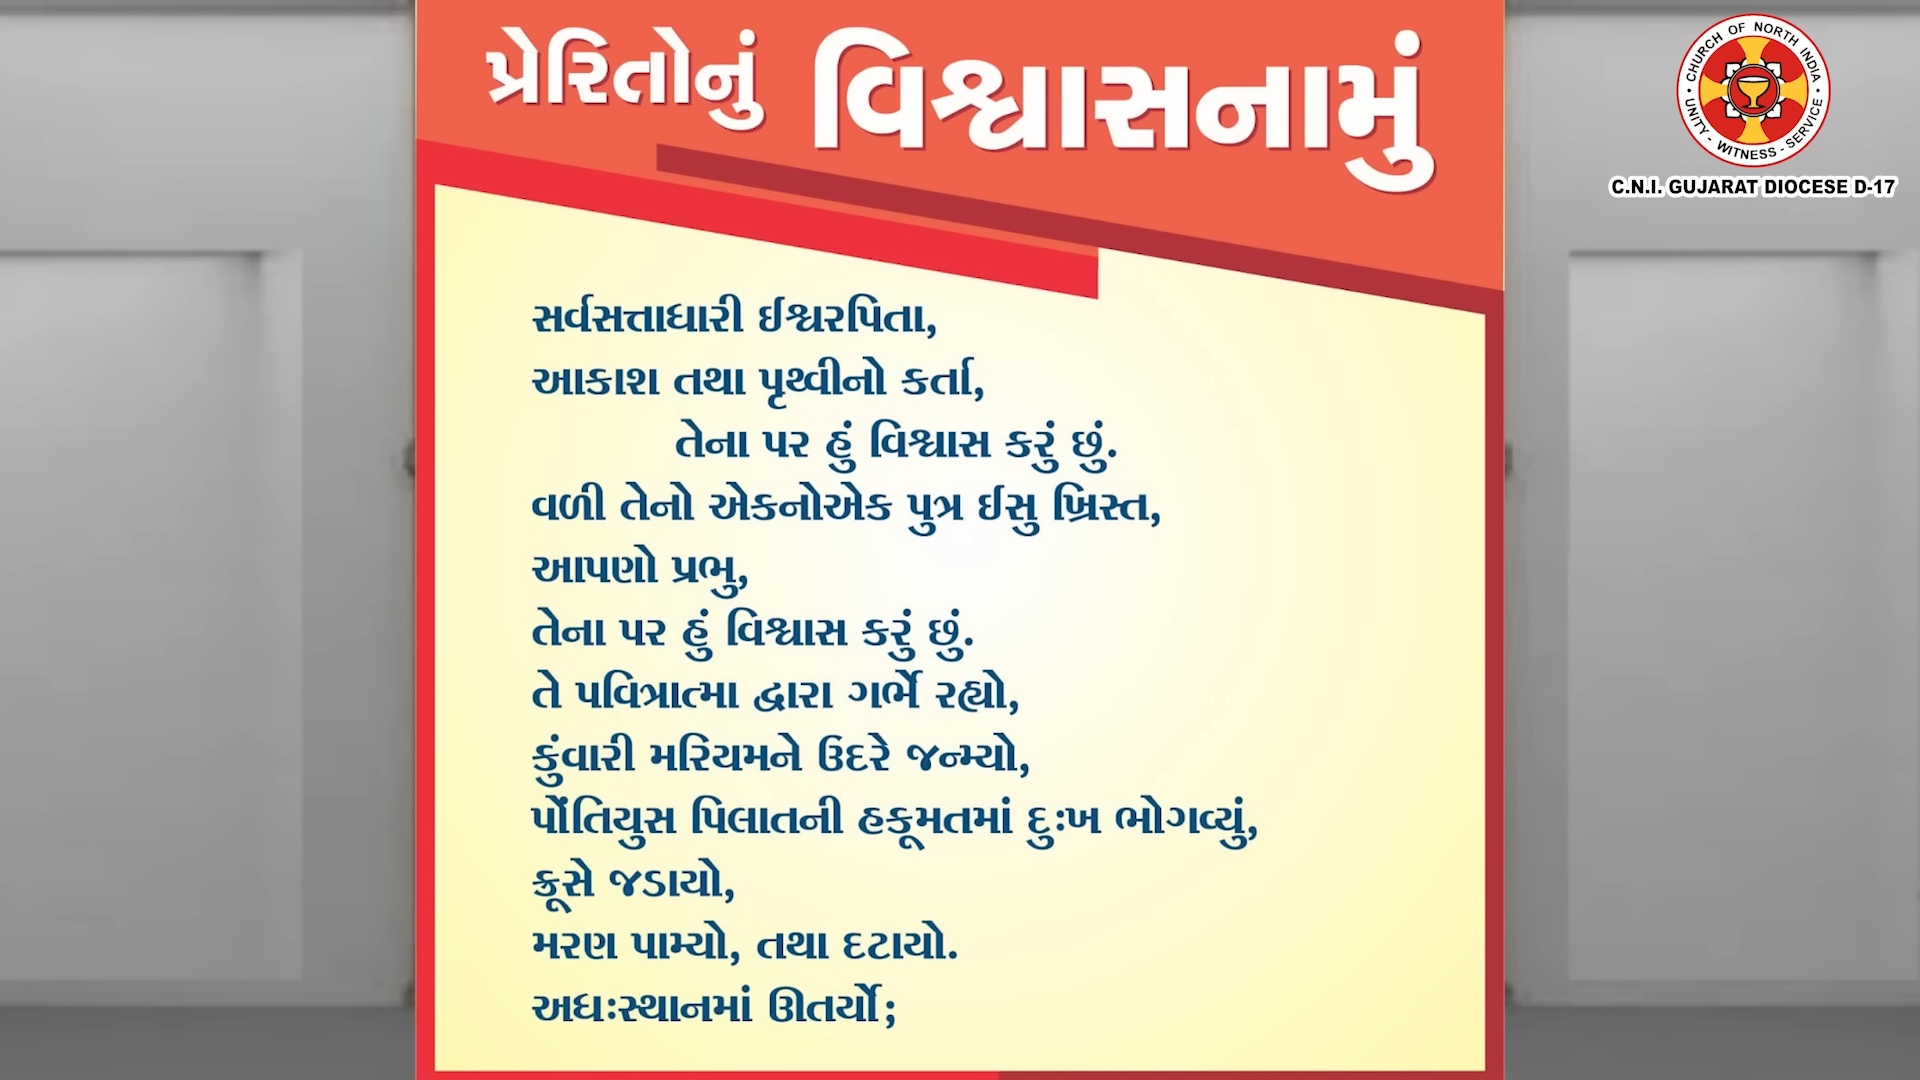 પ્રેરિતોનું વિશ્વાસનામું
CHURCH OF NORTH INDIA
UNITY - WITNESS - SERVICE
C.N.I. GUJARAT DIOCESE D-17
સર્વસત્તાધારી ઈશ્વરપિતા,
આકાશ તથા પૃથ્વીનો કર્તા,
તેના પર હું વિશ્વાસ કરું છું.
વળી તેનો એકનોએક પુત્ર ઈસુ ખ્રિસ્ત,
આપણો પ્રભુ,
તેના પર હું વિશ્વાસ કરું છું.
તે પવિત્રાત્મા દ્વારા ગર્ભે રહ્યો,
કુંવારી મરિયમને ઉદરે જન્મ્યો,
પોંતિયુસ પિલાતની હકૂમતમાં દુઃખ ભોગવ્યું,
ક્રૂસે જડાયો,
મરણ પામ્યો, તથા દટાયો.
અધઃસ્થાનમાં ઊતર્યો;